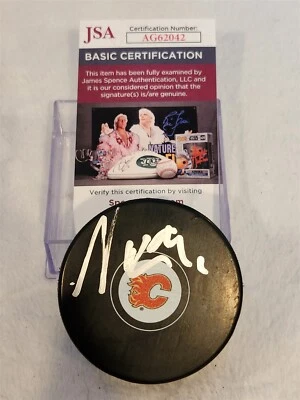 JSA
Certification Number:
AG62042
BASIC CERTIFICATION
This item has been fully examined by
James Spence Authentication, LLC and
it is our considered opinion that the
signature(s) is/are genuine.
Verify this certification by visiting
C